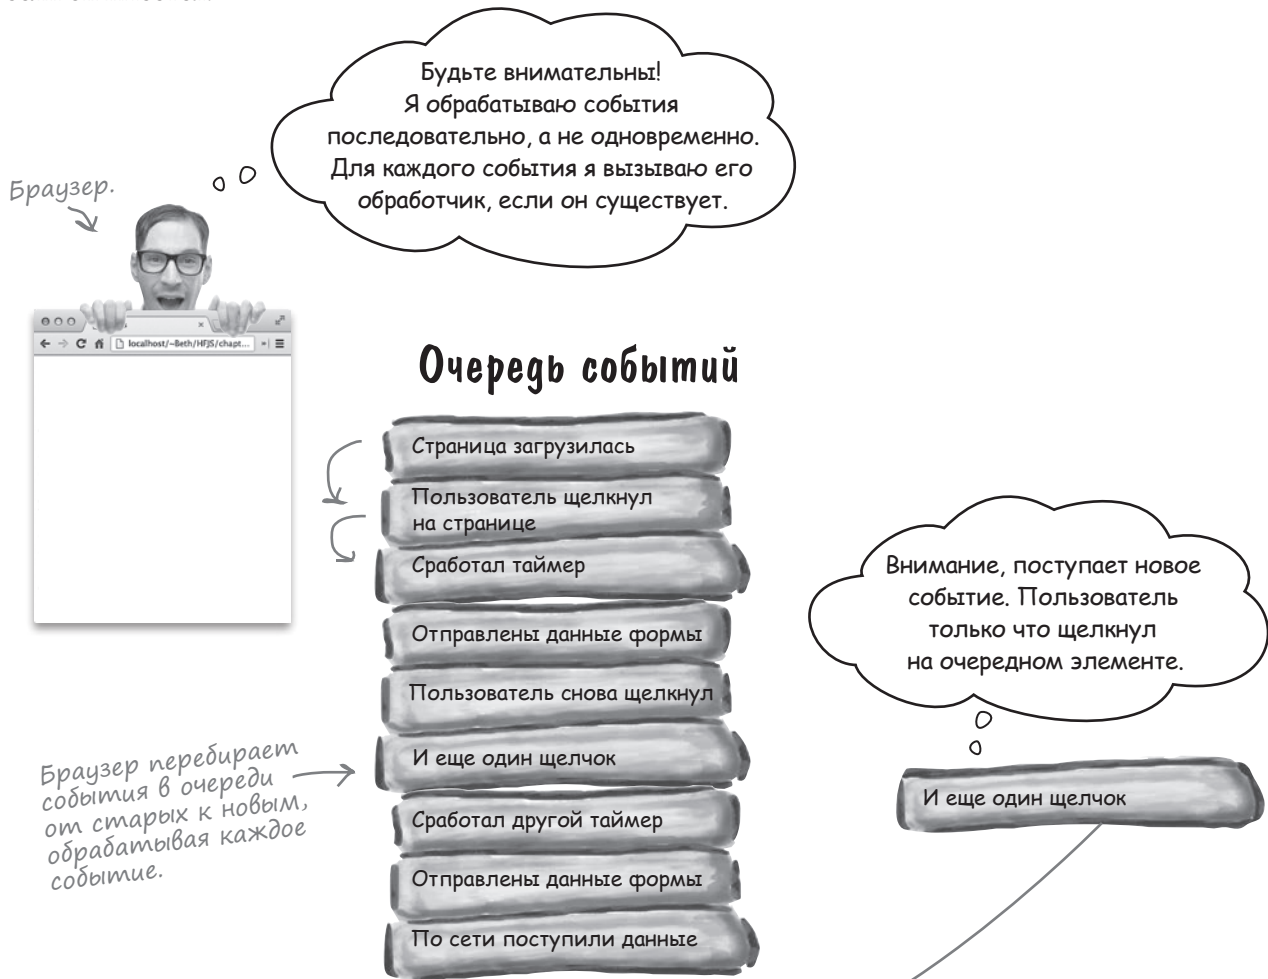 Будьте внимательны!
Я обрабатываю события
последовательно, а не одновременно.
Для каждого события я вызываю его
обработчик, если он существует.
Браузер.
localhost/~Beth/HFJS/chapt...
Очередь событий
Страница загрузилась
Пользователь щелкнул
на странице
Сработал таймер
Отправлены данные формы
Пользователь снова щелкнул
И еще один щелчок
Сработал другой таймер
Отправлены данные формы
По сети поступили данные
Браузер перебирает
события в очереди
от старых к новым,
обрабатывая каждое
событие.
Внимание, поступает новое
событие. Пользователь
только что щелкнул
на очередном элементе.
И еще один щелчок